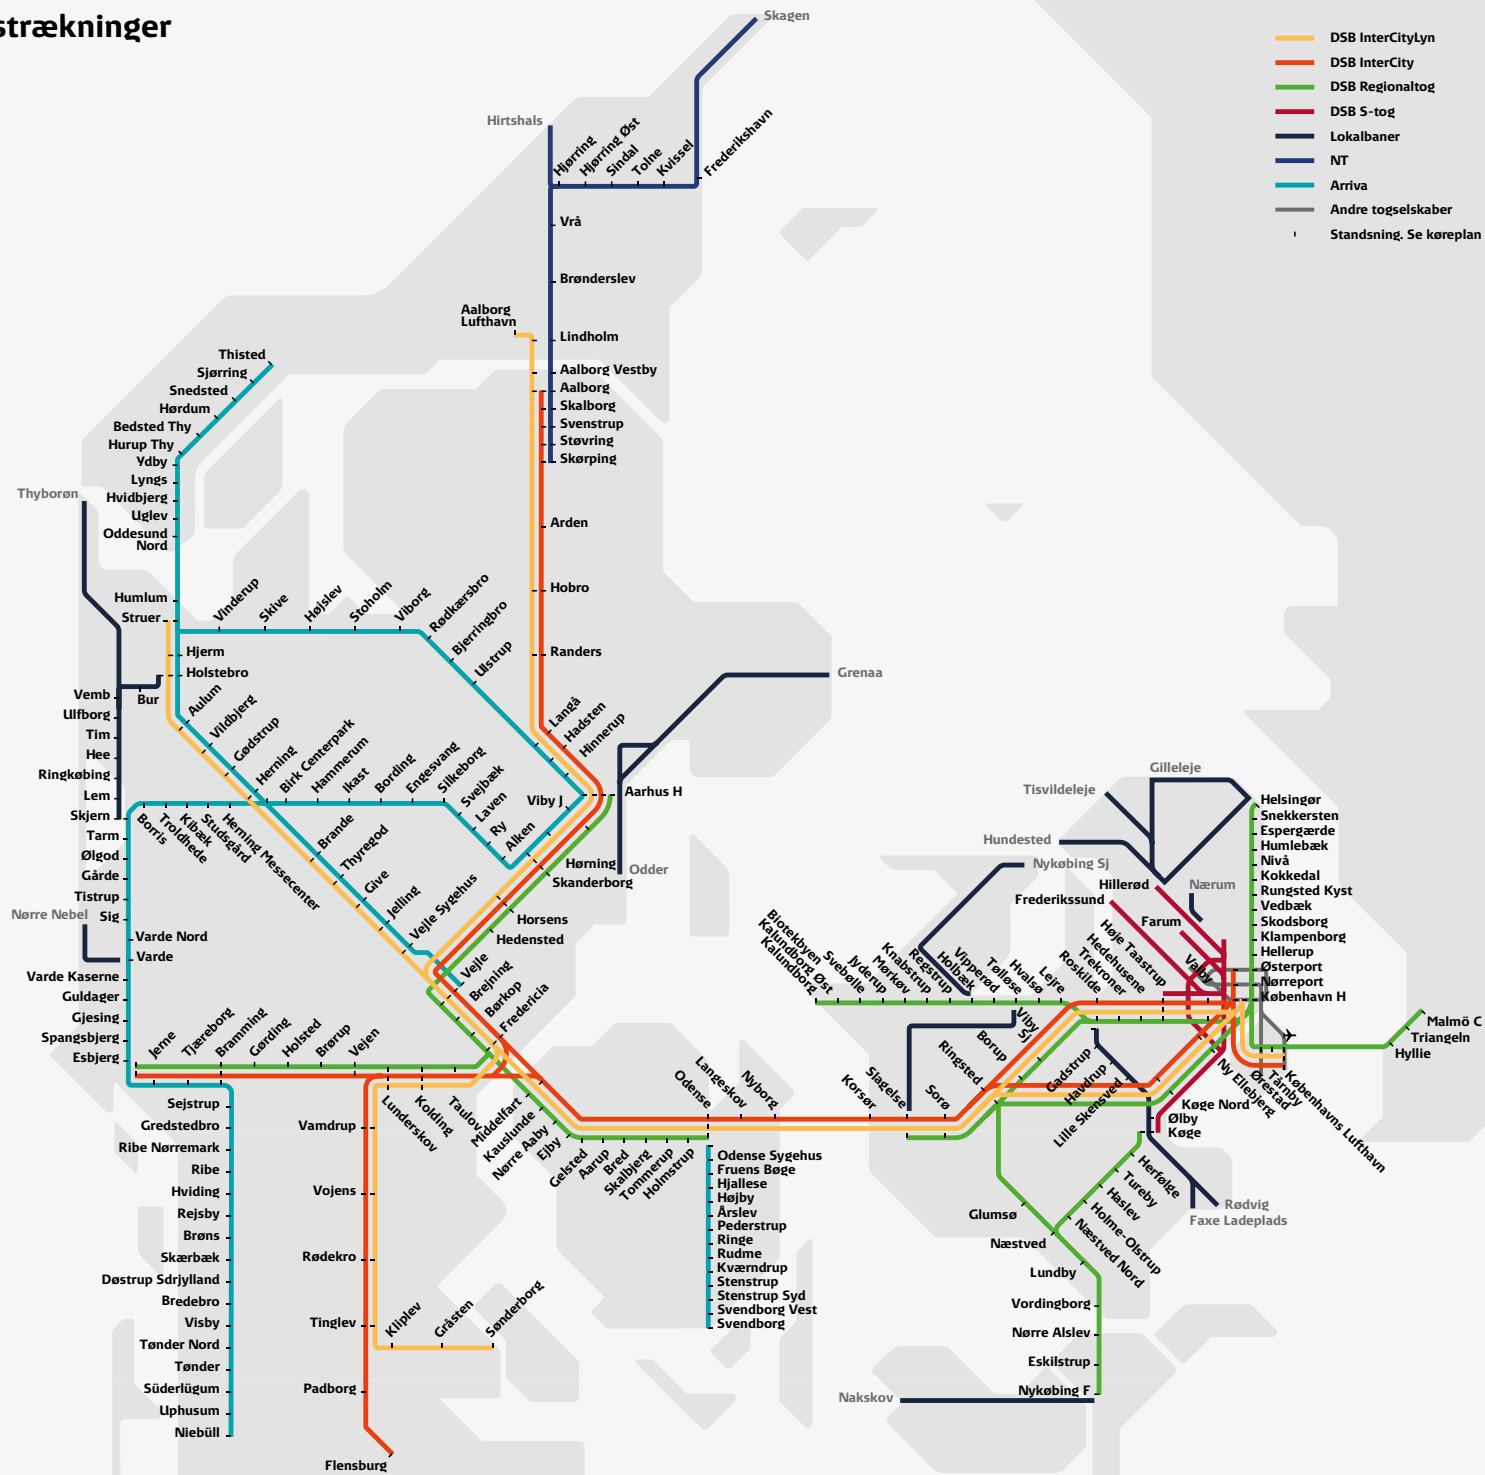 strækninger
DSB InterCityLyn
DSB InterCity
DSB Regionaltog
DSB S-tog
Lokalbaner
NT
Arriva
Andre togselskaber
Standsning. Se køreplan
Skagen
Hirtshals
Hjørring
Hjørring Øst
Sindal
Tolne
Kvissel
Frederikshavn
Vrå
Brønderslev
Aalborg
Lufthavn
Lindholm
Aalborg Vestby
Aalborg
Skalborg
Svenstrup
Støvring
Skørping
Arden
Hobro
Randers
Langå
Hadsten
Hinnerup
Thisted
Sjørring
Snedsted
Hørdum
Bedsted Thy
Hurup Thy
Ydby
Lyngs
Hvidbjerg
Uglev
Oddesund
Nord
Humlum
Struer
Thyborøn
Vinderup
Skive
Højslev
Stoholm
Viborg
Rødkærsbro
Bjerringbro
Ulstrup
Hjerm
Holstebro
Bur
Vemb
Ulfborg
Tim
Hee
Ringkøbing
Lem
Skjern
Tarm
Ølgod
Gårde
Tistrup
Sig
Nørre Nebel
Varde Nord
Varde
Varde Kaserne
Guldager
Gjesing
Spangsbjerg
Esbjerg
Aulum
Vildbjerg
Gødstrup
Herning
Birk Centerpark
Hammerum
Ikast
Bording
Engesvang
Silkeborg
Svejbæk
Laven
Ry
Alken
Viby J
Aarhus H
Grenaa
Odder
Hørning
Skanderborg
Horsens
Hedensted
Borris
Troldhede
Kibæk
Studsgård
Herning Messecenter
Brande
Thyregod
Give
Jelling
Vejle Sygehus
Vejle
Brejning
Børkop
Fredericia
Jerne
Tjæreborg
Bramming
Gørding
Holsted
Brørup
Vejen
Lunderskov
Kolding
Taulov
Middelfart
Kauslunde
Nørre Aaby
Ejby
Gelsted
Aarup
Bred
Skalbjerg
Tommerup
Holmstrup
Odense
Langeskov
Nyborg
Korsør
Slagelse
Sorø
Ringsted
Borup
Viby
Sj
Sejstrup
Gredstedbro
Ribe Nørremark
Ribe
Hviding
Rejsby
Brøns
Skærbæk
Døstrup Sdrjylland
Bredebro
Visby
Tønder Nord
Tønder
Süderlügum
Uphusum
Niebüll
Vamdrup
Vojens
Rødekro
Tinglev
Padborg
Flensburg
Kliplev
Gråsten
Sønderborg
Odense Sygehus
Fruens Bøge
Hjallese
Højby
Årslev
Pederstrup
Ringe
Rudme
Kværndrup
Stenstrup
Stenstrup Syd
Svendborg Vest
Svendborg
Kalundborg
Kalundborg Øst
Biotekbyen
Svebølle
Jyderup
Mørkøv
Knabstrup
Regstrup
Holbæk
Vipperød
Tølløse
Hvalsø
Lejre
Roskilde
Trekroner
Hedehusene
Høje Taastrup
Valby
Nykøbing Sj
Hundested
Tisvildeleje
Gilleleje
Hillerød
Frederikssund
Farum
Nærum
Helsingør
Snekkersten
Espergærde
Humlebæk
Nivå
Kokkedal
Rungsted Kyst
Vedbæk
Skodsborg
Klampenborg
Hellerup
Østerport
Nørreport
København H
Malmö C
Triangeln
Hyllie
Københavns Lufthavn
Tårnby
Ørestad
Ny Ellebjerg
Køge Nord
Ølby
Køge
Gadstrup
Havdrup
Lille Skensved
Herfølge
Tureby
Haslev
Holme-Olstrup
Næstved Nord
Rødvig
Faxe Ladeplads
Glumsø
Næstved
Lundby
Vordingborg
Nørre Alslev
Eskilstrup
Nykøbing F
Nakskov